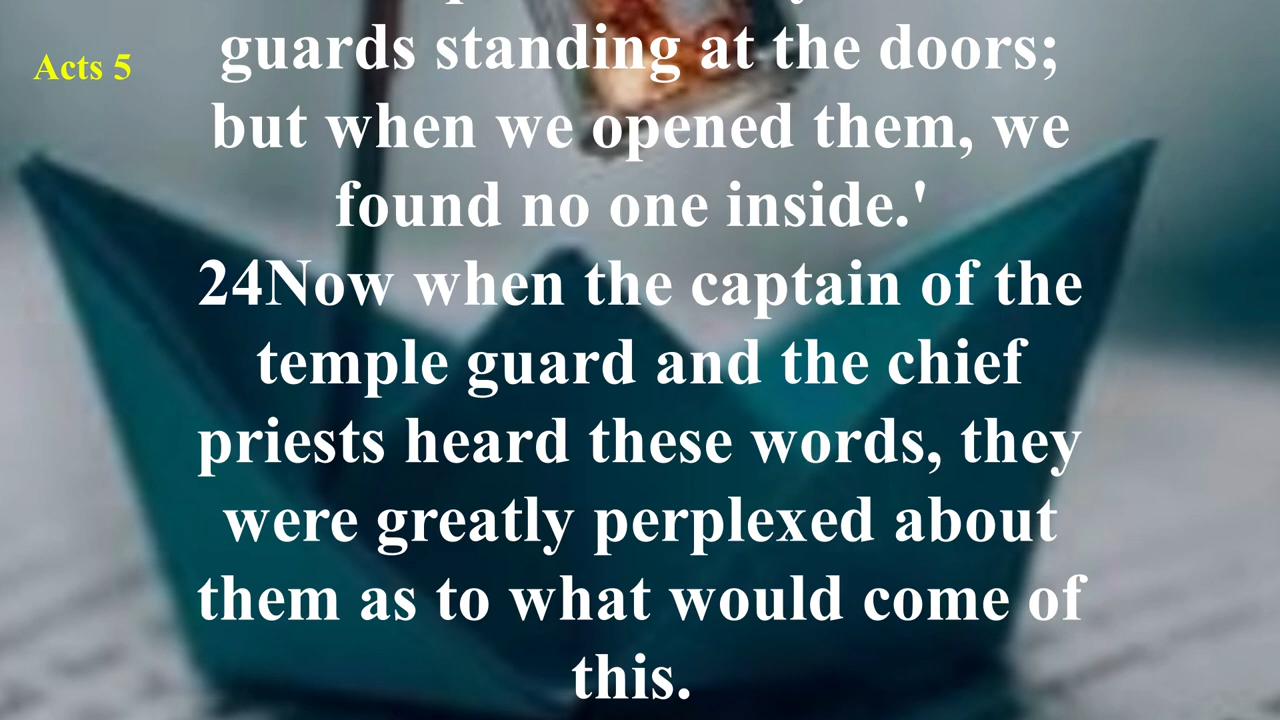 Acts 5
guards standing at the doors;
but when we opened them, we
found no one inside.'
24Now when the captain of the
temple guard and the chief
priests heard these words, they
were greatly perplexed about
them as to what would come of
this.